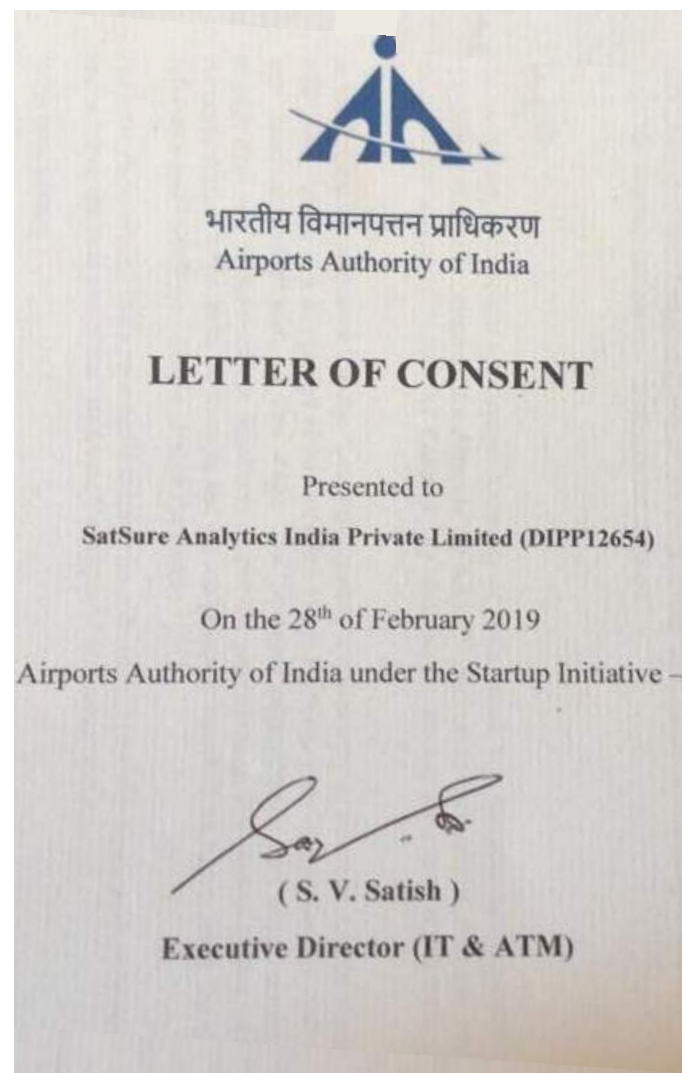 भारतीय विमानपत्तन प्राधिकरण
Airports Authority of India
LETTER OF CONSENT
Presented to
SatSure Analytics India Private Limited (DIPP12654)
On the 28th of February 2019
Airports Authority of India under the Startup Initiative –
( S. V. Satish )
Executive Director (IT & ATM)